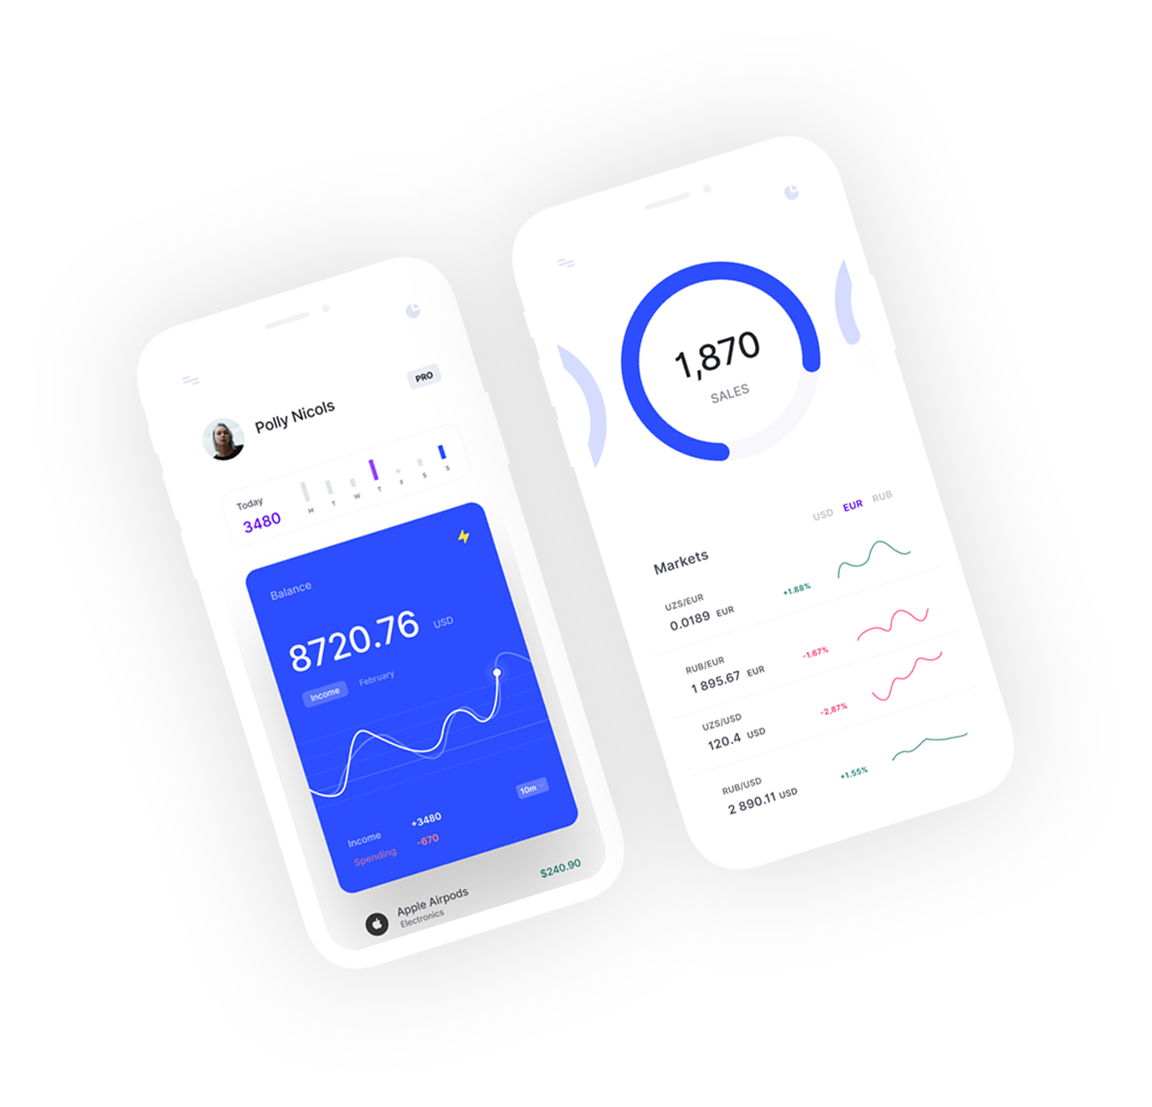 PRO
Polly Nicols
Today
3480
M T W T F S S
Balance
8720.76 USD
Income February
10m
Income +3480
Spending -670
Apple Airpods $240.90
Electronics
1,870
SALES
USD EUR RUB
Markets
UZS/EUR
0.0189 EUR
+1.88%
RUB/EUR
1 895.67 EUR
-1.67%
UZS/USD
120.4 USD
-2,87%
RUB/USD
2 890.11 USD
+1.55%